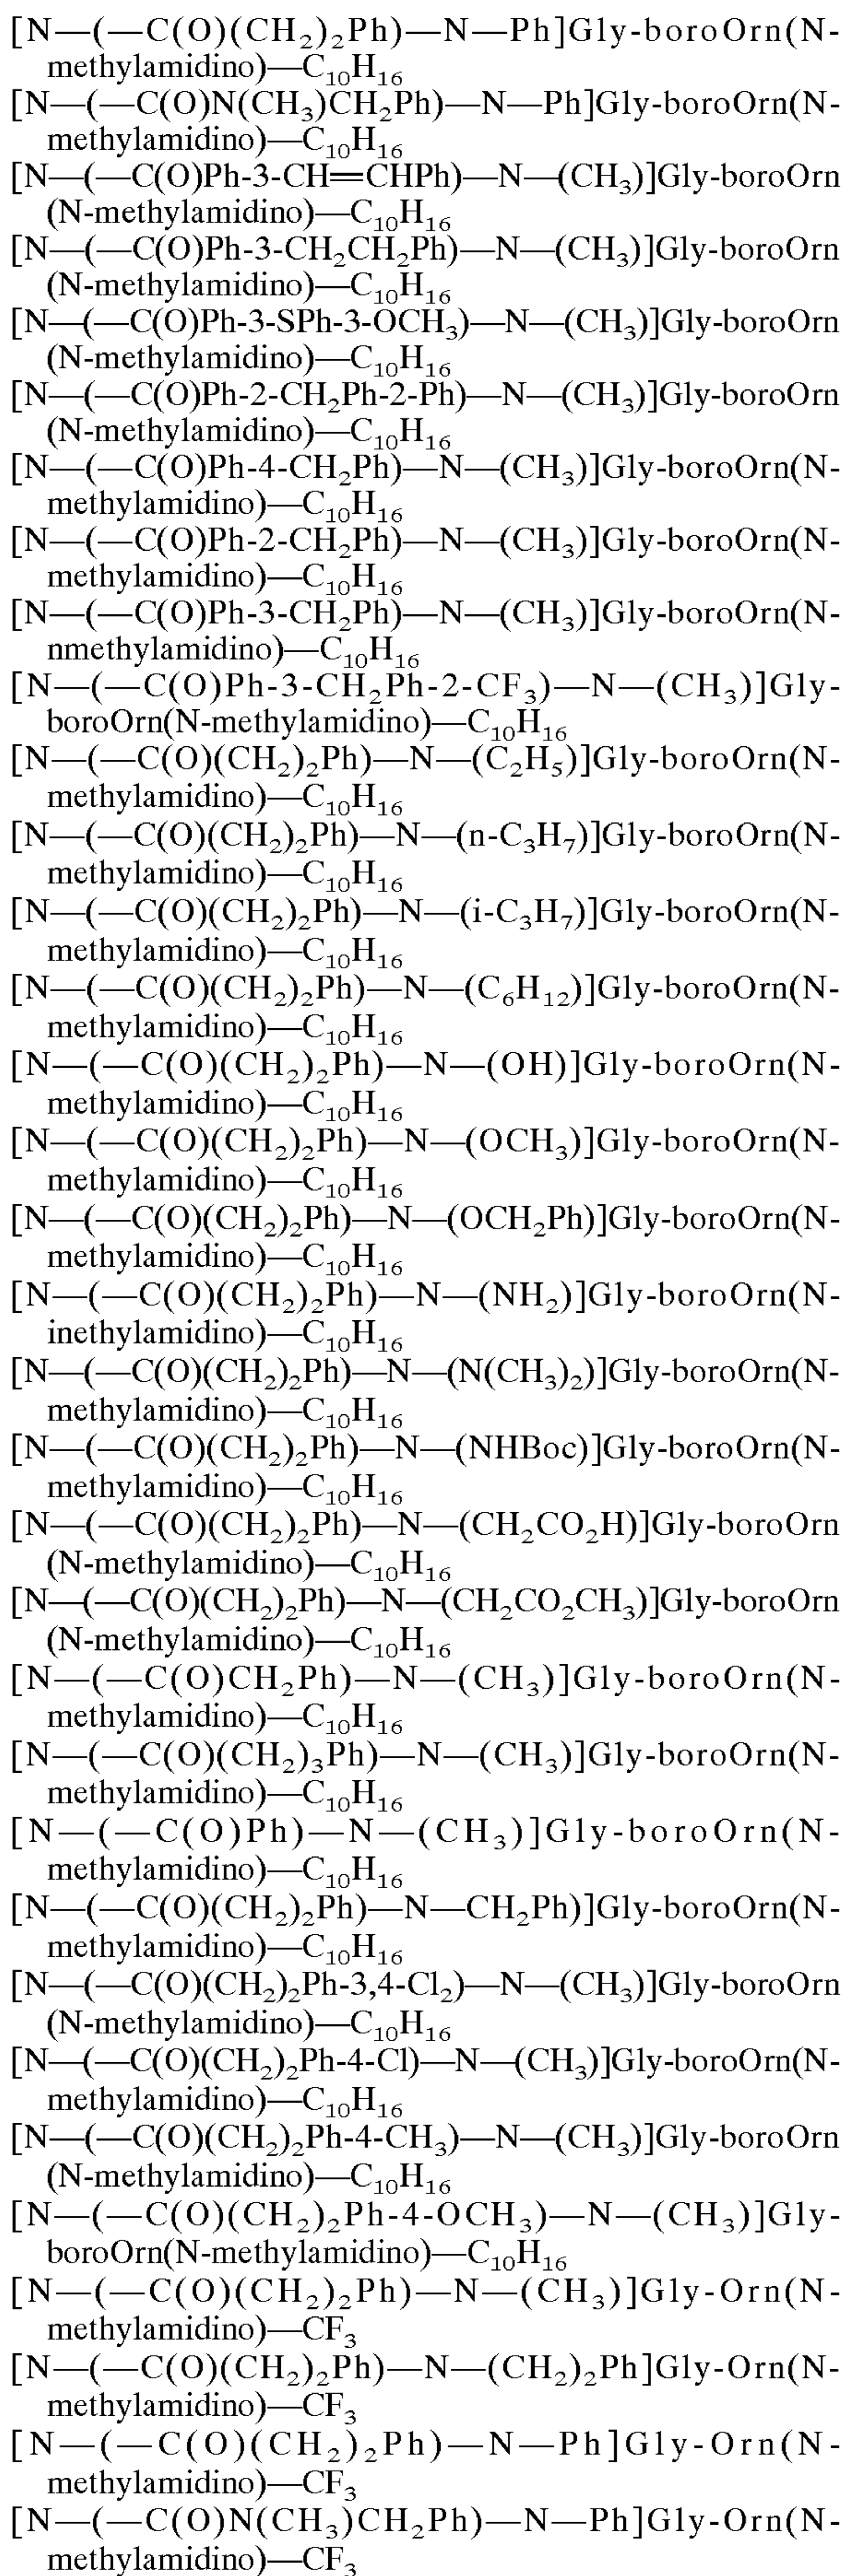 [N—(—C(O)(CH₂)₂Ph)—N—Ph]Gly-boroOrn(N-
methylamidino)—C₁₀H₁₆
[N—(—C(O)N(CH₃)CH₂Ph)—N—Ph]Gly-boroOrn(N-
methylamidino)—C₁₀H₁₆
[N—(—C(O)Ph-3-CH=CHPh)—N—(CH₃)]Gly-boroOrn
(N-methylamidino)—C₁₀H₁₆
[N—(—C(O)Ph-3-CH₂CH₂Ph)—N—(CH₃)]Gly-boroOrn
(N-methylamidino)—C₁₀H₁₆
[N—(—C(O)Ph-3-SPh-3-OCH₃)—N—(CH₃)]Gly-boroOrn
(N-methylamidino)—C₁₀H₁₆
[N—(—C(O)Ph-2-CH₂Ph-2-Ph)—N—(CH₃)]Gly-boroOrn
(N-methylamidino)—C₁₀H₁₆
[N—(—C(O)Ph-4-CH₂Ph)—N—(CH₃)]Gly-boroOrn(N-
methylamidino)—C₁₀H₁₆
[N—(—C(O)Ph-2-CH₂Ph)—N—(CH₃)]Gly-boroOrn(N-
methylamidino)—C₁₀H₁₆
[N—(—C(O)Ph-3-CH₂Ph)—N—(CH₃)]Gly-boroOrn(N-
nmethylamidino)—C₁₀H₁₆
[N—(—C(O)Ph-3-CH₂Ph-2-CF₃)—N—(CH₃)]Gly-
boroOrn(N-methylamidino)—C₁₀H₁₆
[N—(—C(O)(CH₂)₂Ph)—N—(C₂H₅)]Gly-boroOrn(N-
methylamidino)—C₁₀H₁₆
[N—(—C(O)(CH₂)₂Ph)—N—(n-C₃H₇)]Gly-boroOrn(N-
methylamidino)—C₁₀H₁₆
[N—(—C(O)(CH₂)₂Ph)—N—(i-C₃H₇)]Gly-boroOrn(N-
methylamidino)—C₁₀H₁₆
[N—(—C(O)(CH₂)₂Ph)—N—(C₆H₁₂)]Gly-boroOrn(N-
methylamidino)—C₁₀H₁₆
[N—(—C(O)(CH₂)₂Ph)—N—(OH)]Gly-boroOrn(N-
methylamidino)—C₁₀H₁₆
[N—(—C(O)(CH₂)₂Ph)—N—(OCH₃)]Gly-boroOrn(N-
methylamidino)—C₁₀H₁₆
[N—(—C(O)(CH₂)₂Ph)—N—(OCH₂Ph)]Gly-boroOrn(N-
methylamidino)—C₁₀H₁₆
[N—(—C(O)(CH₂)₂Ph)—N—(NH₂)]Gly-boroOrn(N-
inethylamidino)—C₁₀H₁₆
[N—(—C(O)(CH₂)₂Ph)—N—(N(CH₃)₂)]Gly-boroOrn(N-
methylamidino)—C₁₀H₁₆
[N—(—C(O)(CH₂)₂Ph)—N—(NHBoc)]Gly-boroOrn(N-
methylamidino)—C₁₀H₁₆
[N—(—C(O)(CH₂)₂Ph)—N—(CH₂CO₂H)]Gly-boroOrn
(N-methylamidino)—C₁₀H₁₆
[N—(—C(O)(CH₂)₂Ph)—N—(CH₂CO₂CH₃)]Gly-boroOrn
(N-methylamidino)—C₁₀H₁₆
[N—(—C(O)CH₂Ph)—N—(CH₃)]Gly-boroOrn(N-
methylamidino)—C₁₀H₁₆
[N—(—C(O)(CH₂)₃Ph)—N—(CH₃)]Gly-boroOrn(N-
methylamidino)—C₁₀H₁₆
[N—(—C(O)Ph)—N—(CH₃)]Gly-boroOrn(N-
methylamidino)—C₁₀H₁₆
[N—(—C(O)(CH₂)₂Ph)—N—CH₂Ph)]Gly-boroOrn(N-
methylamidino)—C₁₀H₁₆
[N—(—C(O)(CH₂)₂Ph-3,4-Cl₂)—N—(CH₃)]Gly-boroOrn
(N-methylamidino)—C₁₀H₁₆
[N—(—C(O)(CH₂)₂Ph-4-Cl)—N—(CH₃)]Gly-boroOrn(N-
methylamidino)—C₁₀H₁₆
[N—(—C(O)(CH₂)₂Ph-4-CH₃)—N—(CH₃)]Gly-boroOrn
(N-methylamidino)—C₁₀H₁₆
[N—(—C(O)(CH₂)₂Ph-4-OCH₃)—N—(CH₃)]Gly-
boroOrn(N-methylamidino)—C₁₀H₁₆
[N—(—C(O)(CH₂)₂Ph)—N—(CH₃)]Gly-Orn(N-
methylamidino)—CF₃
[N—(—C(O)(CH₂)₂Ph)—N—(CH₂)₂Ph]Gly-Orn(N-
methylamidino)—CF₃
[N—(—C(O)(CH₂)₂Ph)—N—Ph]Gly-Orn(N-
methylamidino)—CF₃
[N—(—C(O)N(CH₃)CH₂Ph)—N—Ph]Gly-Orn(N-
methylamidino)—CF₃